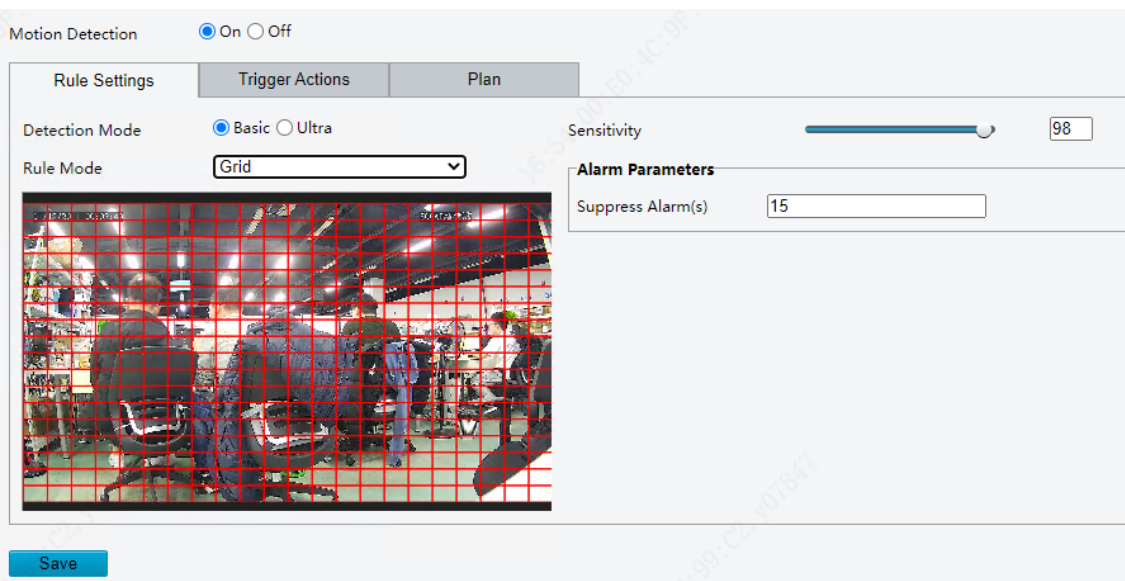 Motion Detection On Off
Rule Settings Trigger Actions Plan
Detection Mode Basic Ultra
Sensitivity 98
Rule Mode Grid
Alarm Parameters
Suppress Alarm(s) 15
Save